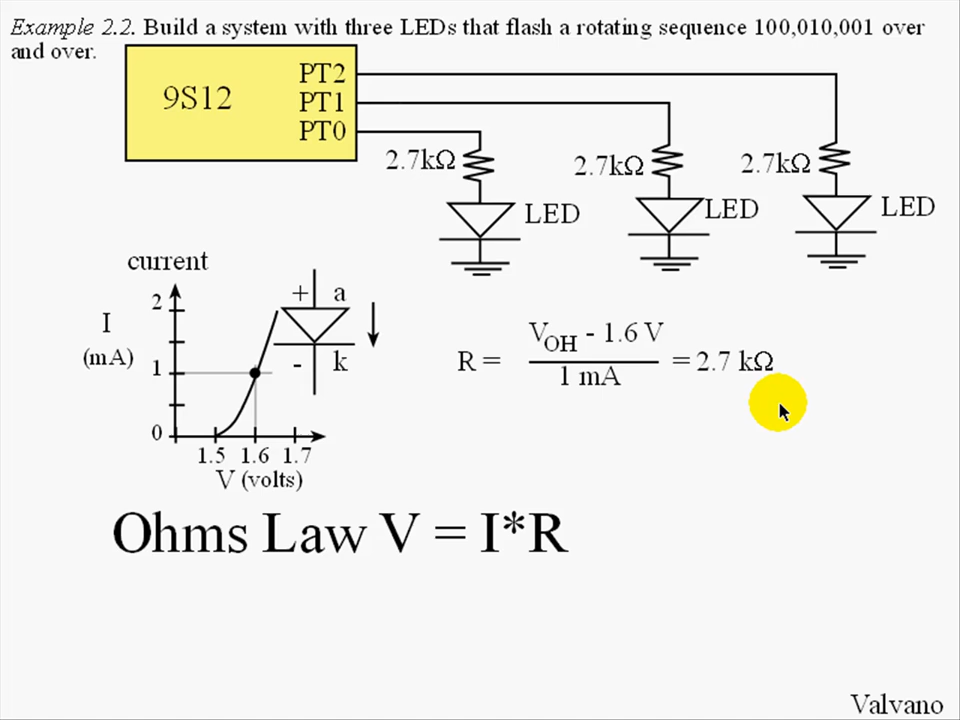 Example 2.2. Build a system with three LEDs that flash a rotating sequence 100,010,001 over
and over.
9S12
PT2
PT1
PT0
2.7kΩ
2.7kΩ
2.7kΩ
LED
LED
LED
current
I
(mA)
2
1
0
1.5 1.6 1.7
V (volts)
+ a
- k
R = VOH - 1.6 V
1 mA
= 2.7 kΩ
Ohms Law V = I*R
Valvano